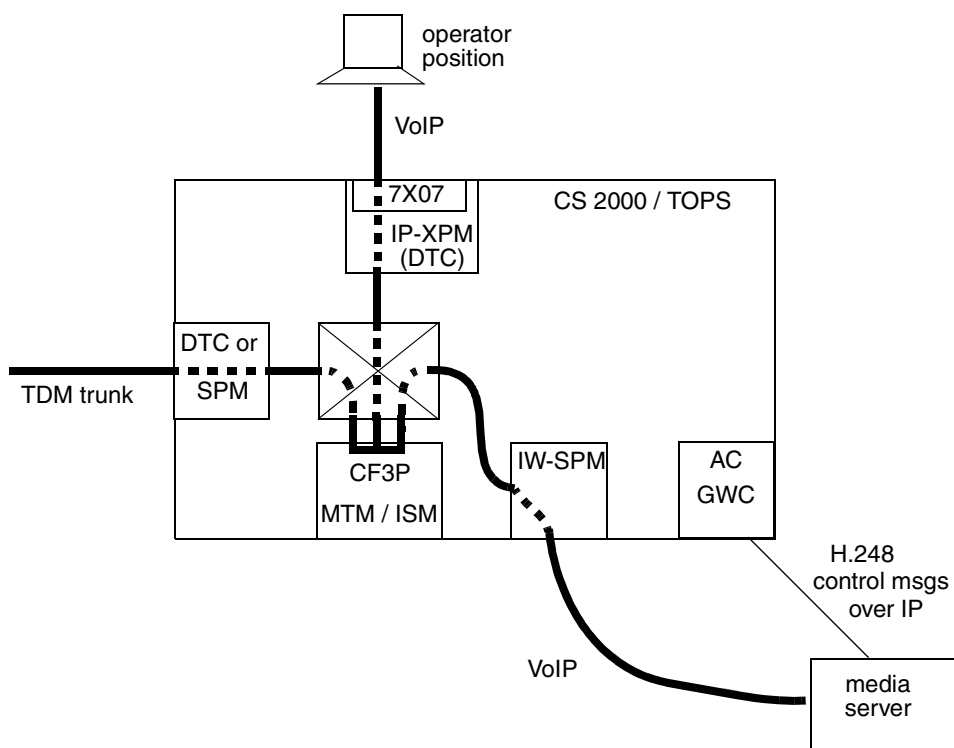 operator
position
VoIP
7X07
CS 2000 / TOPS
IP-XPM
(DTC)
DTC or
SPM
TDM trunk
CF3P
MTM / ISM
IW-SPM
AC
GWC
H.248
control msgs
over IP
VoIP
media
server